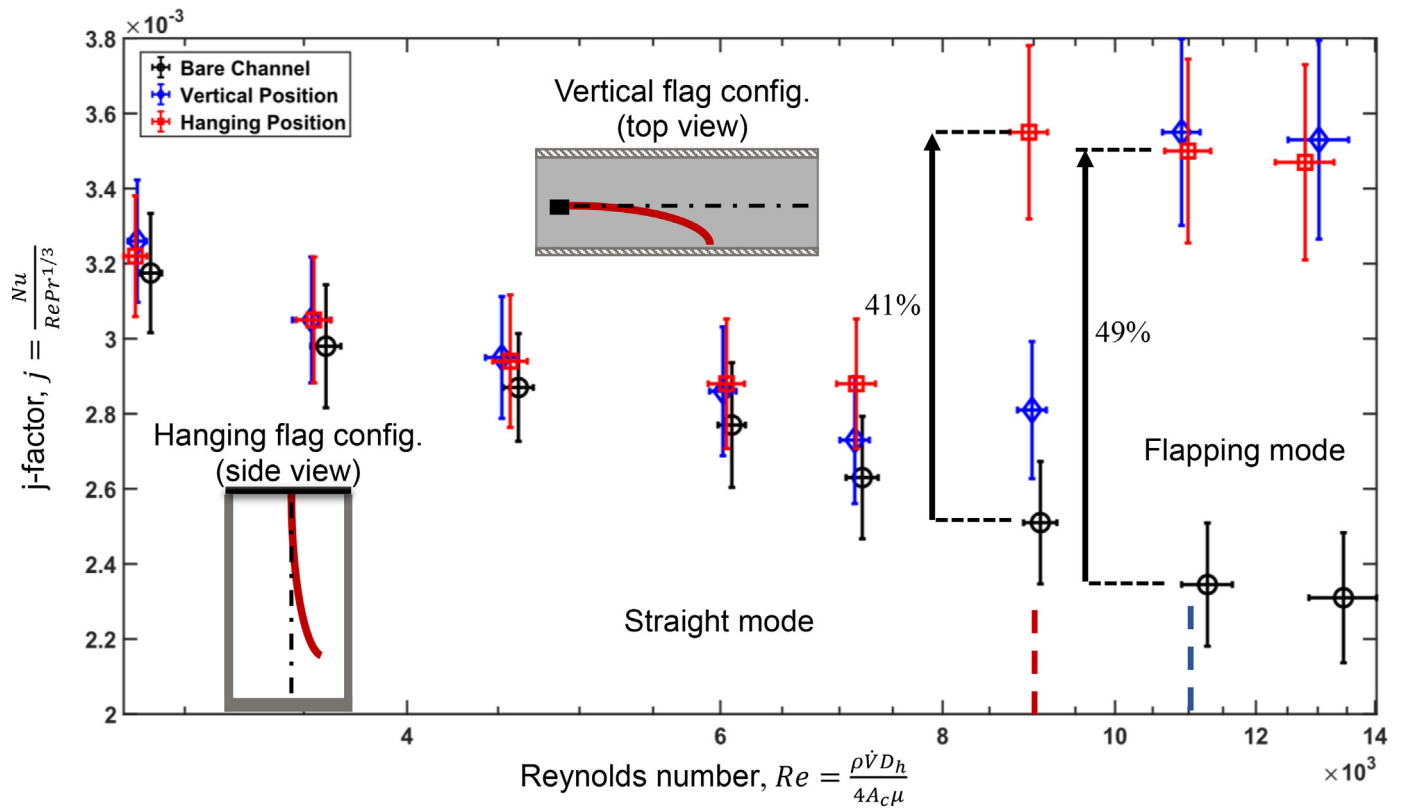 ×10⁻³
3.8
3.6
3.4
3.2
3
2.8
2.6
2.4
2.2
2
j-factor, j = Nu / RePr^{1/3}
Bare Channel
Vertical Position
Hanging Position
Vertical flag config.
(top view)
41%
49%
Hanging flag config.
(side view)
Flapping mode
Straight mode
4
6
8
10
12
14
Reynolds number, Re = ρV̇D_h / 4A_cμ
×10³